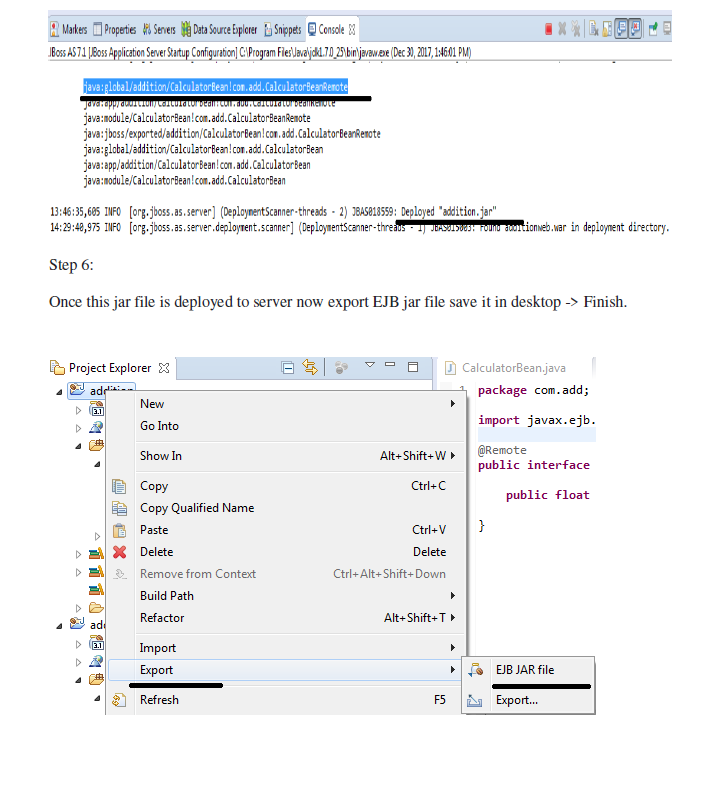 Markers Properties Servers Data Source Explorer Snippets Console
JBoss AS 7.1 [JBoss Application Server Startup Configuration] C:\Program Files\Java\jdk1.7.0_25\bin\javaw.exe (Dec 30, 2017, 1:46:01 PM)
java:global/addition/CalculatorBean!com.add.CalculatorBeanRemote
java:app/addition/CalculatorBean!com.add.CalculatorBeanRemote
java:module/CalculatorBean!com.add.CalculatorBeanRemote
java:jboss/exported/addition/CalculatorBean!com.add.CalculatorBeanRemote
java:global/addition/CalculatorBean!com.add.CalculatorBean
java:app/addition/CalculatorBean!com.add.CalculatorBean
java:module/CalculatorBean!com.add.CalculatorBean
13:46:35,605 INFO [org.jboss.as.server] (DeploymentScanner-threads - 2) JBAS018559: Deployed "addition.jar"
14:29:40,975 INFO [org.jboss.as.server.deployment.scanner] (DeploymentScanner-threads - 1) JBAS015003: Found additionweb.war in deployment directory.
Step 6:
Once this jar file is deployed to server now export EJB jar file save it in desktop -> Finish.
Project Explorer
CalculatorBean.java
addition
1 package com.add;
New
Go Into
import javax.ejb.
Show In Alt+Shift+W
@Remote
public interface
Copy Ctrl+C
public float
Copy Qualified Name
Paste Ctrl+V
}
Delete Delete
Remove from Context Ctrl+Alt+Shift+Down
Build Path
Refactor Alt+Shift+T
add
Import
Export
EJB JAR file
Refresh F5
Export...